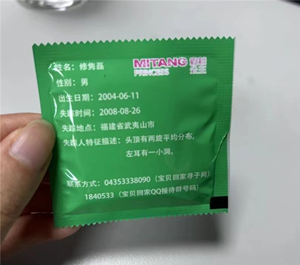 姓名：修隽磊
MITANG
PRINCESS
性别：男
出生日期：2004-06-11
失踪时间：2008-08-26
失踪地点：福建省武夷山市
失踪人特征描述：头顶有两旋平均分布，
左耳有一小洞。
联系方式：04353338090（宝贝回家寻子网）
1840533（宝贝回家QQ接待群号码）